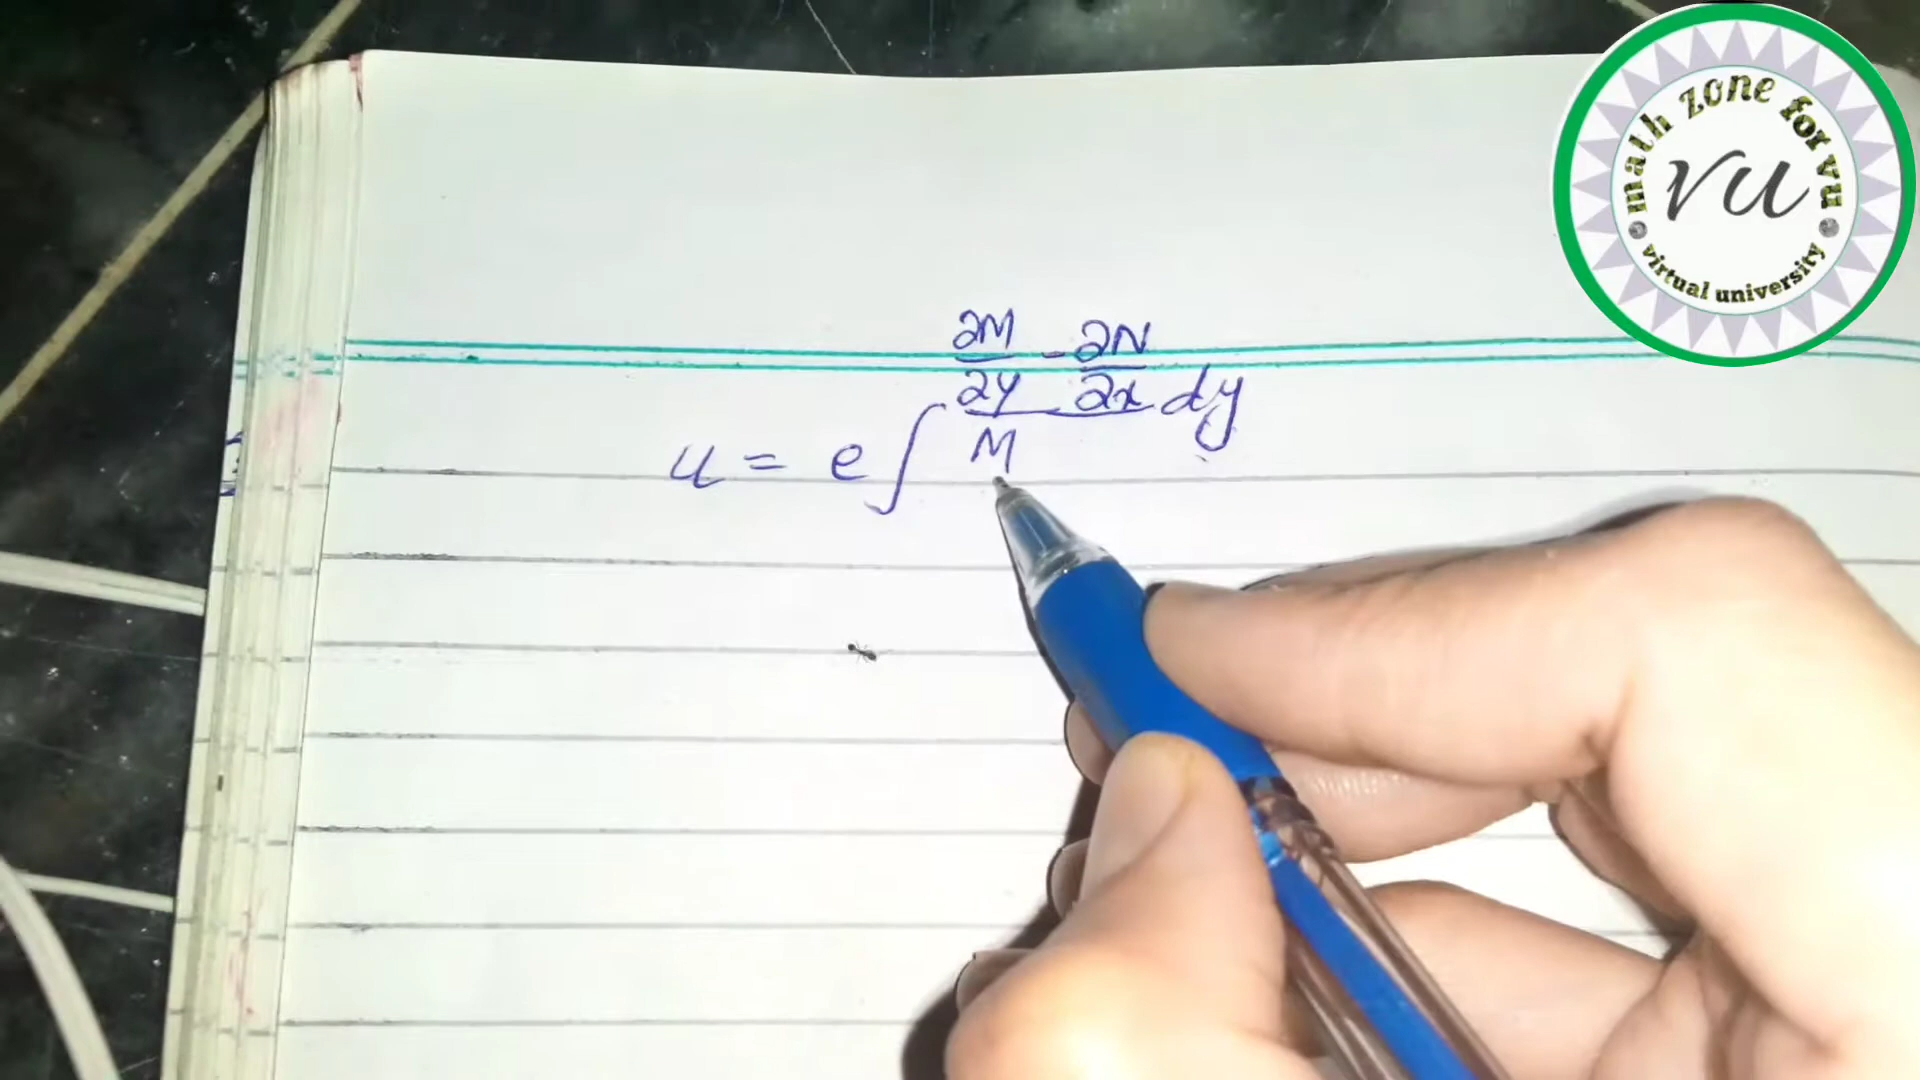 math zone for vu
vu
virtual university
∂M/∂y - ∂N/∂x
u = e∫ M dy